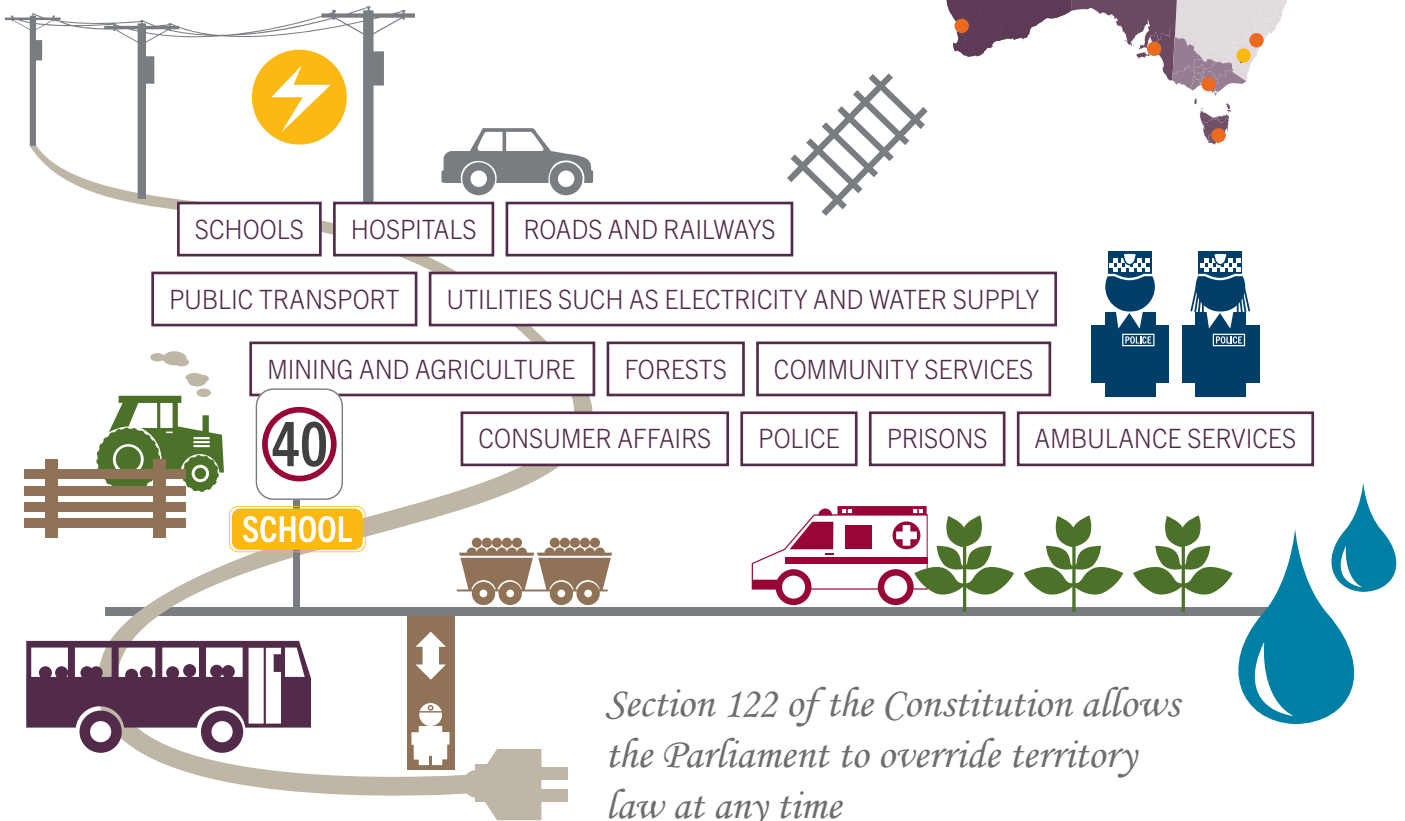 SCHOOLS
HOSPITALS
ROADS AND RAILWAYS
PUBLIC TRANSPORT
UTILITIES SUCH AS ELECTRICITY AND WATER SUPPLY
POLICE
POLICE
MINING AND AGRICULTURE
FORESTS
COMMUNITY SERVICES
40
CONSUMER AFFAIRS
POLICE
PRISONS
AMBULANCE SERVICES
SCHOOL
Section 122 of the Constitution allows
the Parliament to override territory
law at any time